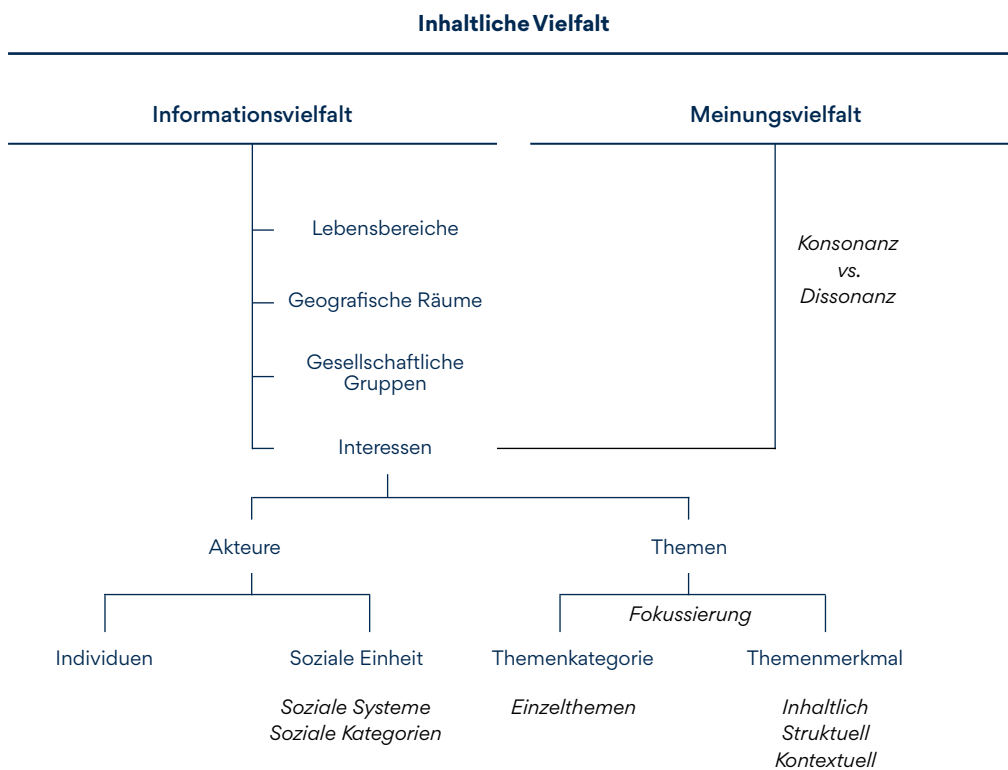 Inhaltliche Vielfalt
Informationsvielfalt
Meinungsvielfalt
Lebensbereiche
Konsonanz
vs.
Dissonanz
Geografische Räume
Gesellschaftliche
Gruppen
Interessen
Akteure
Themen
Fokussierung
Individuen
Soziale Einheit
Themenkategorie
Themenmerkmal
Soziale Systeme
Soziale Kategorien
Einzelthemen
Inhaltlich
Struktuell
Kontextuell